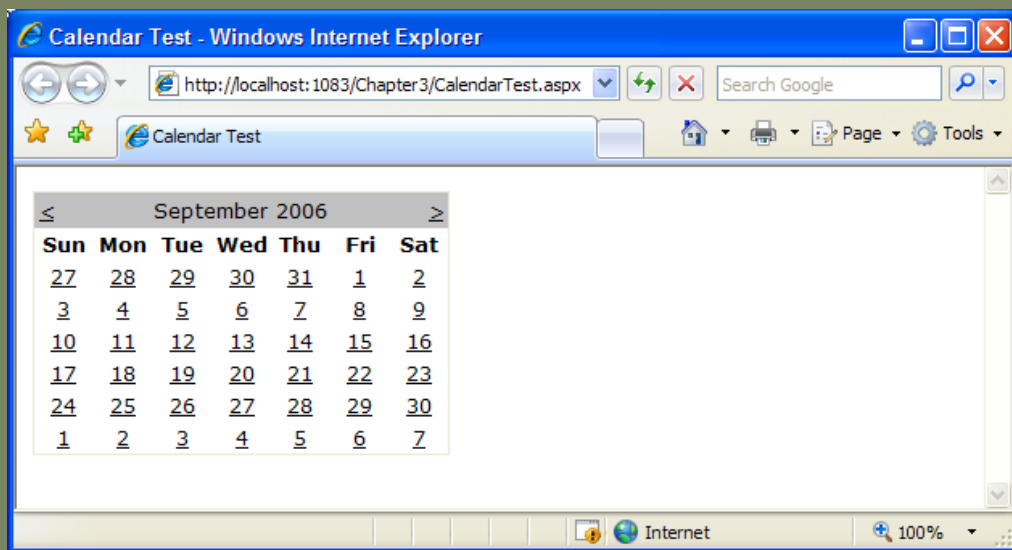 Calendar Test - Windows Internet Explorer
http://localhost:1083/Chapter3/CalendarTest.aspx Search Google
Calendar Test Page Tools
< September 2006 >
Sun Mon Tue Wed Thu Fri Sat
27 28 29 30 31 1 2
3 4 5 6 7 8 9
10 11 12 13 14 15 16
17 18 19 20 21 22 23
24 25 26 27 28 29 30
1 2 3 4 5 6 7
Internet 100%